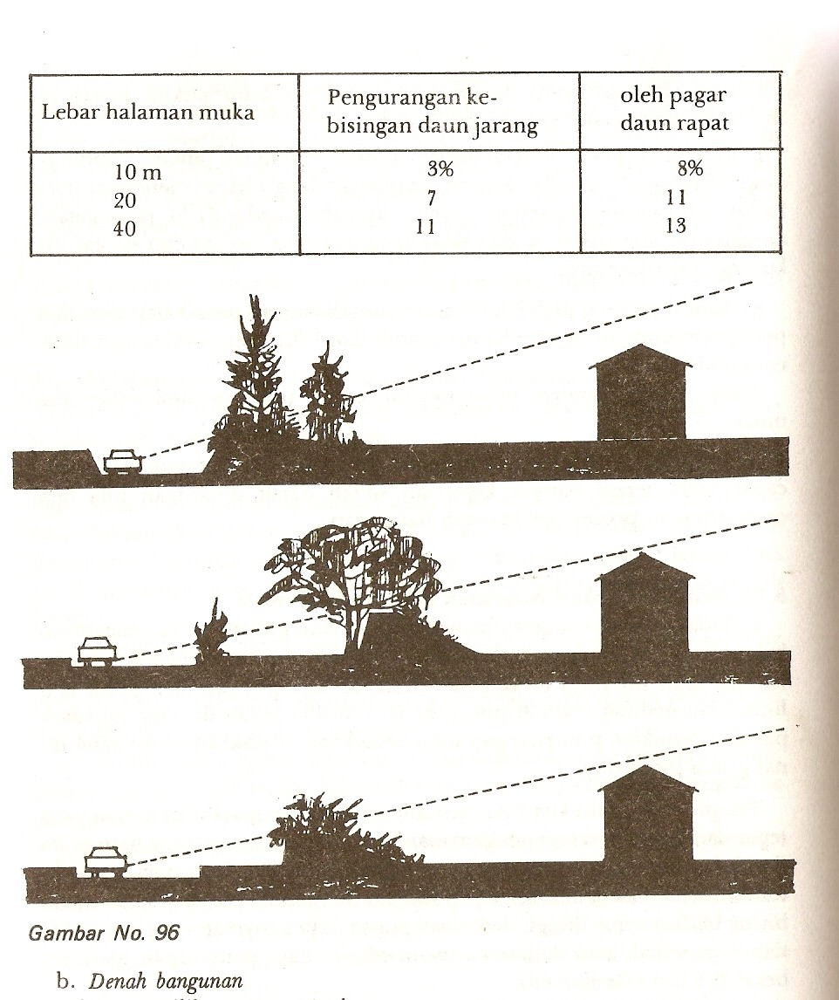 Lebar halaman muka
Pengurangan ke-
bisingan daun jarang
oleh pagar
daun rapat
10 m 3% 8%
20 7 11
40 11 13
Gambar No. 96
b. Denah bangunan